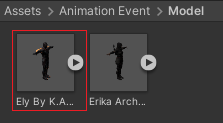 Assets > Animation Event > Model
Ely By K.A...
Erika Arch...